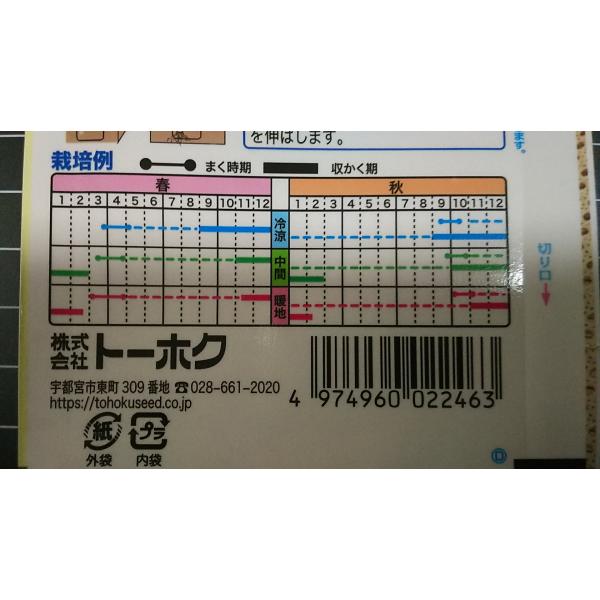 を伸ばします。
ます。
栽培例 まく時期 収かく期
春 秋
1 2 3 4 5 6 7 8 9 10 11 12 1 2 3 4 5 6 7 8 9 10 11 12
冷涼
中間
暖地
切り口
株式会社 トーホク
宇都宮市東町309番地 ☎028-661-2020
https://tohokuseed.co.jp
4 974960 022463
紙 プラ
外袋 内袋